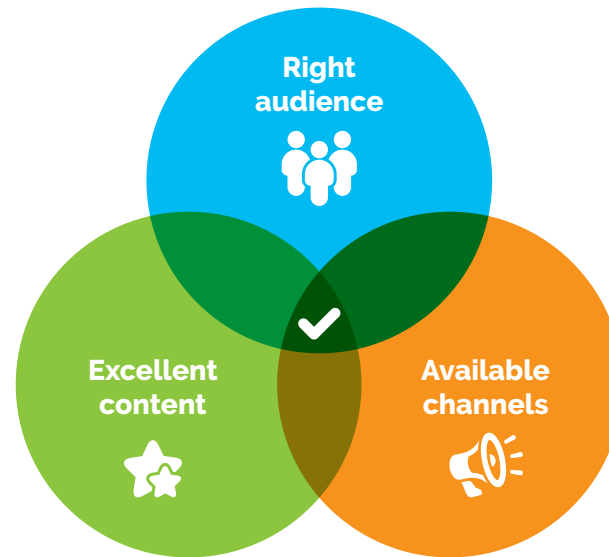 Right
audience
Excellent
content
Available
channels